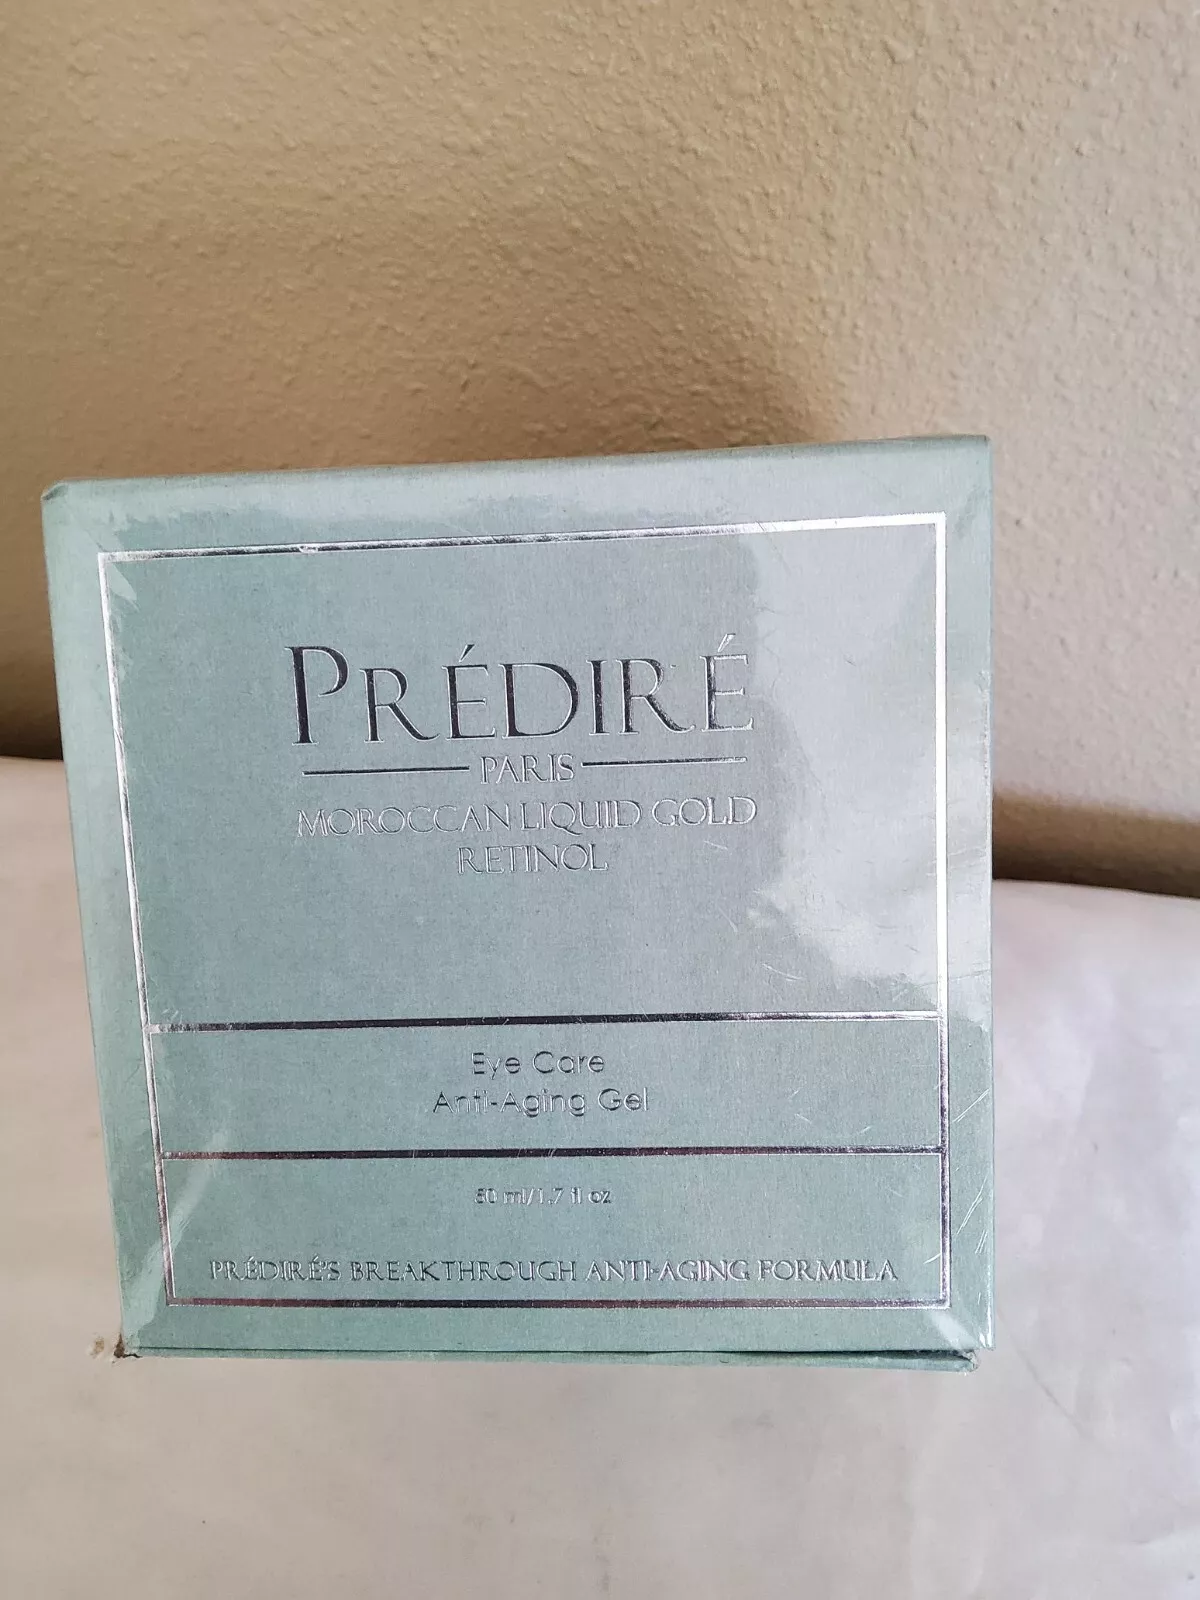 PRÉDIRÉ
PARIS
MOROCCAN LIQUID GOLD
RETINOL
Eye Care
Anti-Aging Gel
50 ml/1.7 fl oz
PRÉDIRÉ'S BREAKTHROUGH ANTI-AGING FORMULA